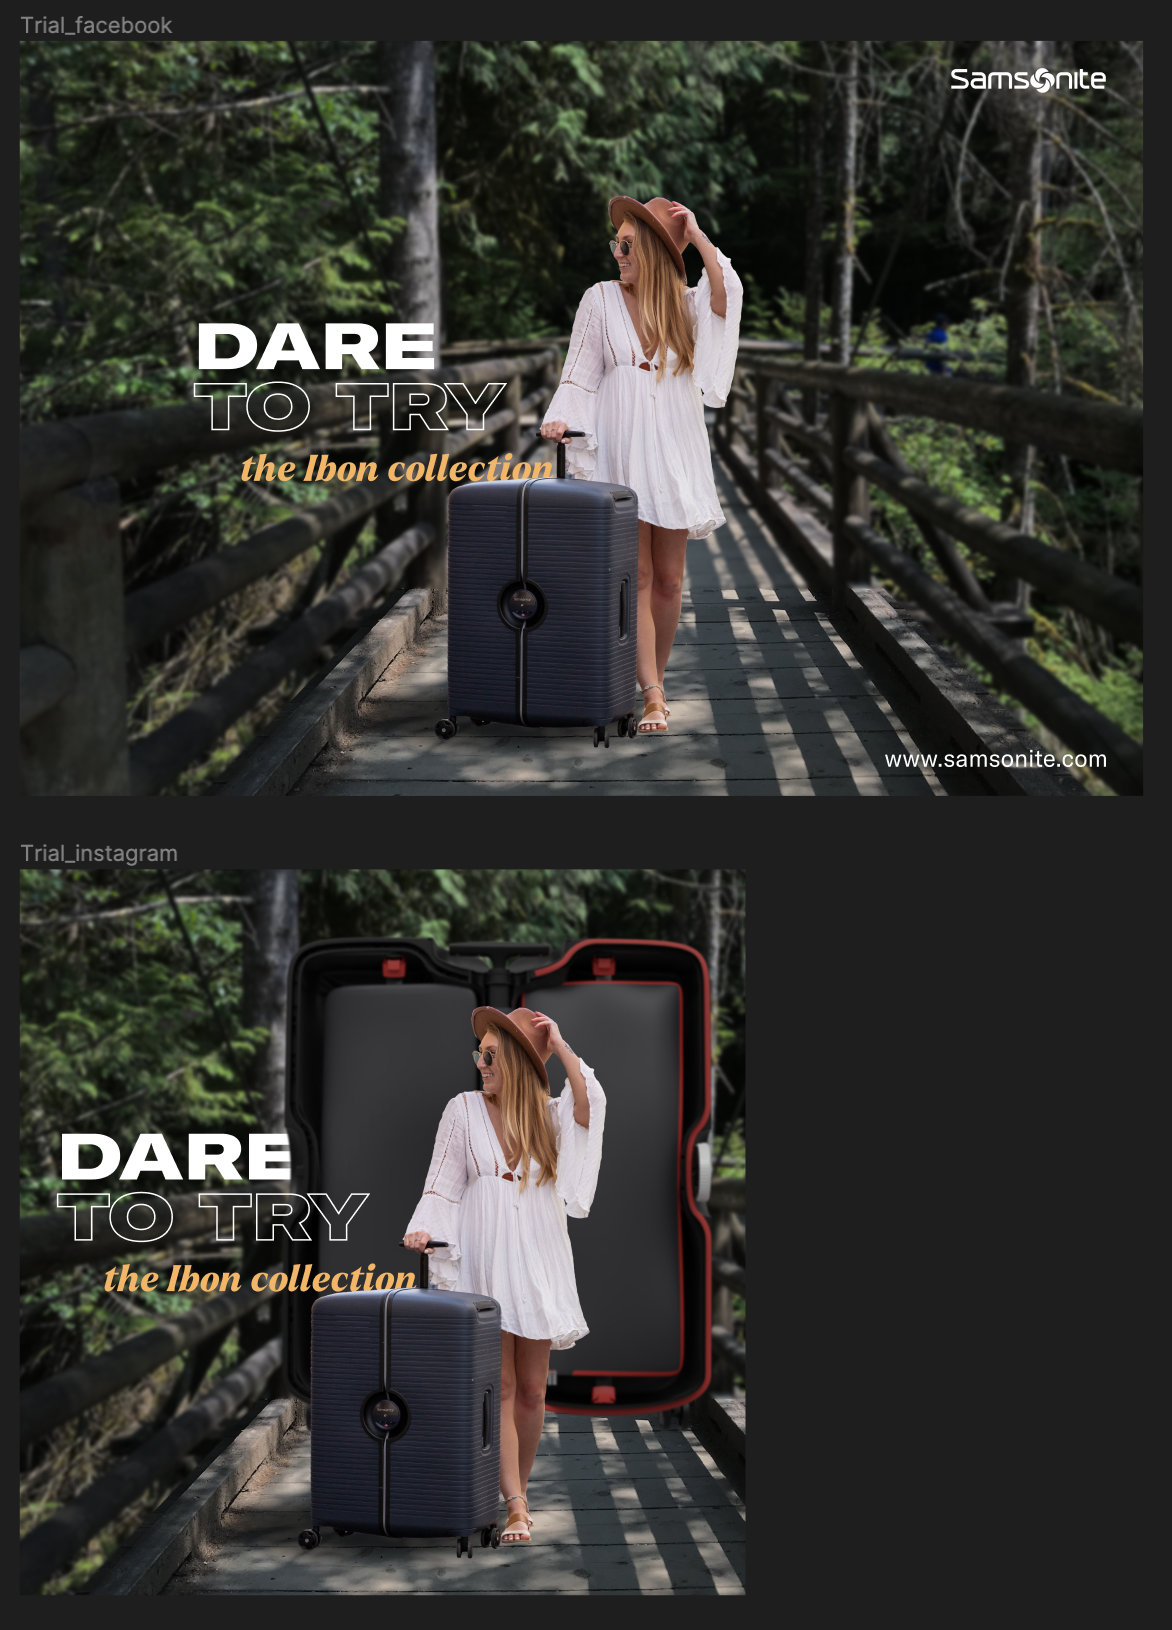 Trial_facebook
Samsonite
DARE
TO TRY
the Ibon collection
www.samsonite.com
Trial_instagram
DARE
TO TRY
the Ibon collection